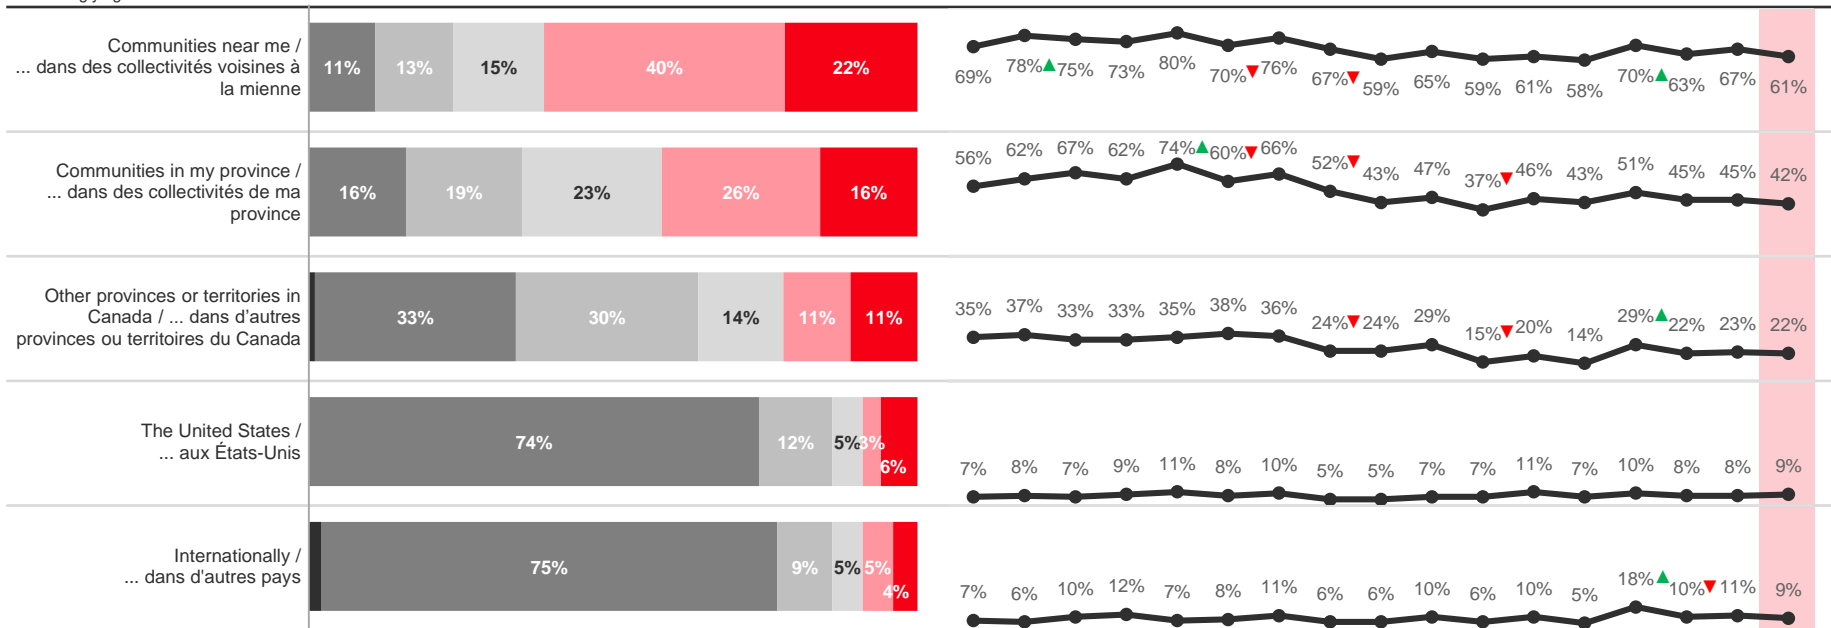 Communities near me /
... dans des collectivités voisines à
la mienne
11% 13% 15% 40% 22%
69% 78% 75% 73% 80% 70% 76% 67% 59% 65% 59% 61% 58% 70% 63% 67% 61%
Communities in my province /
... dans des collectivités de ma
province
16% 19% 23% 26% 16%
56% 62% 67% 62% 74% 60% 66% 52% 43% 47% 37% 46% 43% 51% 45% 45% 42%
Other provinces or territories in
Canada / ... dans d’autres
provinces ou territoires du Canada
33% 30% 14% 11% 11%
35% 37% 33% 33% 35% 38% 36% 24% 24% 29% 15% 20% 14% 29% 22% 23% 22%
The United States /
... aux États-Unis
74% 12% 5% 3% 6%
7% 8% 7% 9% 11% 8% 10% 5% 5% 7% 7% 11% 7% 10% 8% 8% 9%
Internationally /
... dans d'autres pays
75% 9% 5% 5% 4%
7% 6% 10% 12% 7% 8% 11% 6% 6% 10% 6% 10% 5% 18% 10% 11% 9%